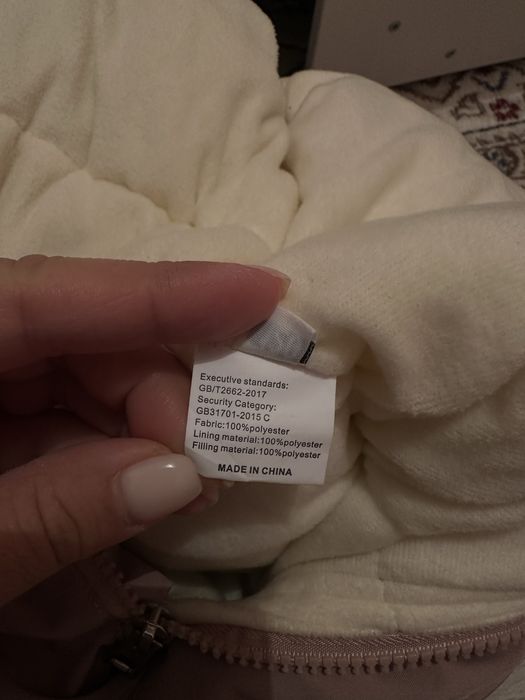 Executive standards:
GB/T2662-2017
Security Category:
GB31701-2015 C
Fabric:100%polyester
Lining material:100%polyester
Filling material:100%polyester
MADE IN CHINA